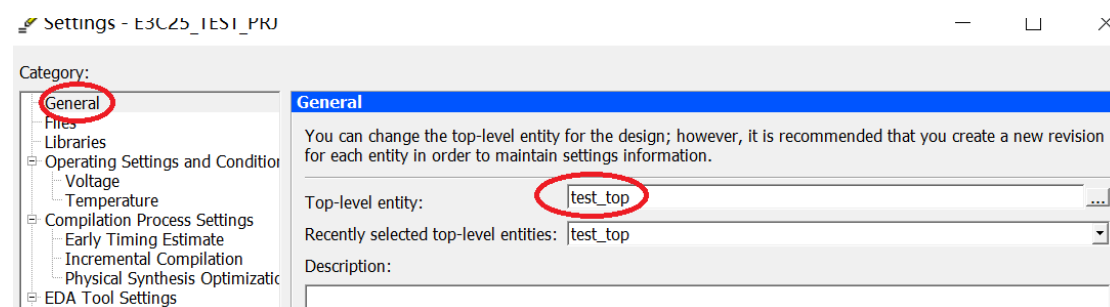 Settings - E3C25_TEST_PRJ
Category:
General
Files
Libraries
Operating Settings and Condition
Voltage
Temperature
Compilation Process Settings
Early Timing Estimate
Incremental Compilation
Physical Synthesis Optimizatic
EDA Tool Settings
General
You can change the top-level entity for the design; however, it is recommended that you create a new revision
for each entity in order to maintain settings information.
Top-level entity: test_top ...
Recently selected top-level entities: test_top
Description: